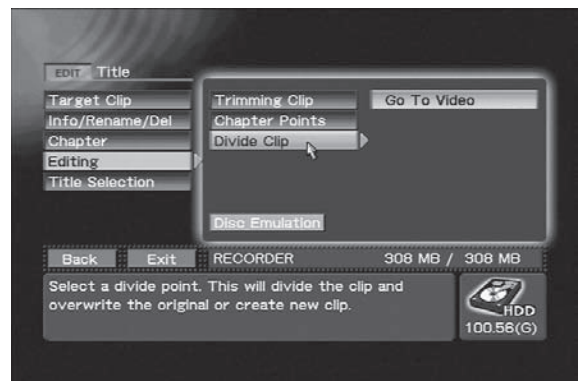 EDIT Title
Target Clip
Info/Rename/Del
Chapter
Editing
Title Selection
Trimming Clip
Chapter Points
Divide Clip
Disc Emulation
Go To Video
Back Exit RECORDER 308 MB / 308 MB
Select a divide point. This will divide the clip and
overwrite the original or create new clip.
HDD
100.56(G)